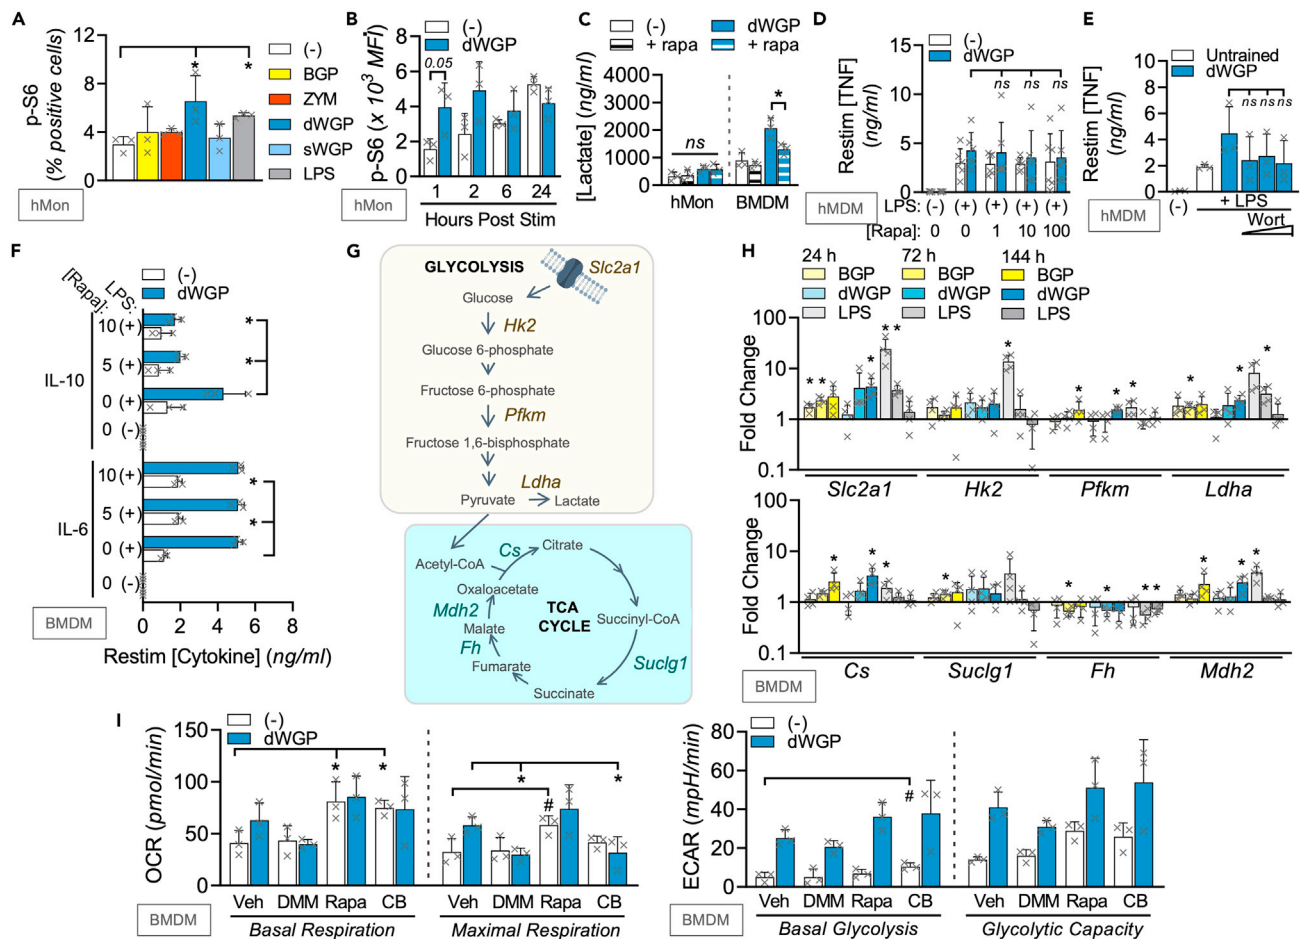 A
p-S6
(% positive cells)
12
8
4
0
*
*
(-)
BGP
ZYM
dWGP
sWGP
LPS
hMon
B
p-S6 (x 10³ MFI)
8
6
4
2
0
(-)
dWGP
0.05
1 2 6 24
Hours Post Stim
hMon
C
(-) dWGP
+ rapa + rapa
[Lactate] (ng/ml)
4000
3000
2000
1000
0
ns
*
hMon BMDM
D
Restim [TNF]
(ng/ml)
15
10
5
0
(-)
dWGP
ns ns ns
LPS: (-) (+) (+) (+) (+)
[Rapa]: 0 0 1 10 100
hMDM
E
Restim [TNF]
(ng/ml)
10
8
6
4
2
0
Untrained
dWGP
ns ns ns
(-) + LPS
Wort
hMDM
F
[Rapa]: LPS:
(-)
dWGP
IL-10
10 (+)
5 (+)
0 (+)
0 (-)
*
*
IL-6
10 (+)
5 (+)
0 (+)
0 (-)
*
*
0 2 4 6 8
Restim [Cytokine] (ng/ml)
BMDM
G
GLYCOLYSIS
Slc2a1
Glucose
Hk2
Glucose 6-phosphate
Fructose 6-phosphate
Pfkm
Fructose 1,6-bisphosphate
Ldha
Pyruvate Lactate
Acetyl-CoA
Cs
Citrate
Oxaloacetate
Mdh2
TCA
CYCLE
Malate
Succinyl-CoA
Fh
Fumarate
Suclg1
Succinate
H
24 h 72 h 144 h
BGP BGP BGP
dWGP dWGP dWGP
LPS LPS LPS
Fold Change
100
10
1
0.1
* * * * * * * * * * * *
Slc2a1 Hk2 Pfkm Ldha
Fold Change
100
10
1
0.1
* * * * * * * * * * *
Cs Suclg1 Fh Mdh2
BMDM
I
OCR (pmol/min)
150
100
50
0
(-)
dWGP
* *
* *
#
Veh DMM Rapa CB Veh DMM Rapa CB
Basal Respiration Maximal Respiration
BMDM
ECAR (mpH/min)
80
60
40
20
0
(-)
dWGP
#
Veh DMM Rapa CB Veh DMM Rapa CB
Basal Glycolysis Glycolytic Capacity
BMDM